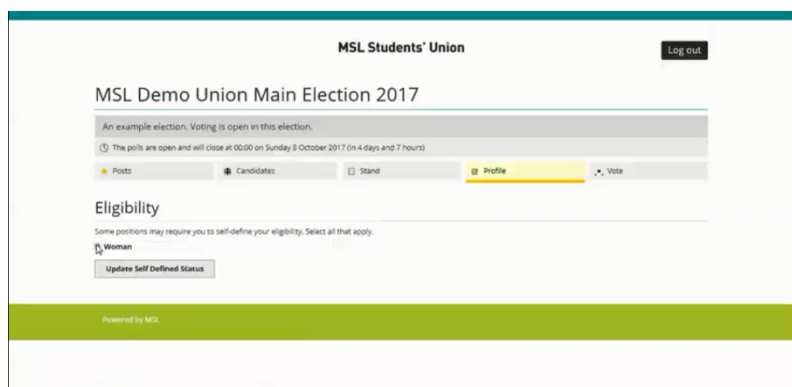 MSL Students' Union
Log out
MSL Demo Union Main Election 2017
An example election. Voting is open in this election.
The polls are open and will close at 00:00 on Sunday 8 October 2017 (in 4 days and 7 hours)
Posts
Candidates
Stand
Profile
Vote
Eligibility
Some positions may require you to self-define your eligibility. Select all that apply.
Woman
Update Self Defined Status
Powered by MSL